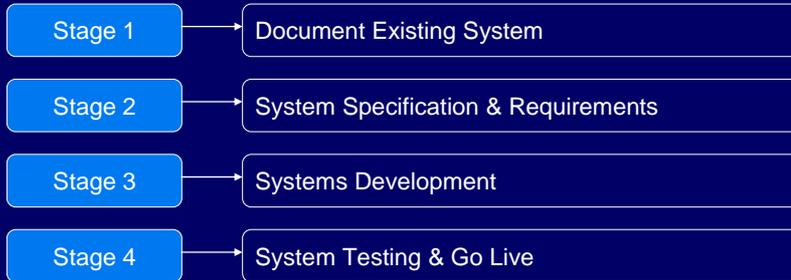 Stage 1 Document Existing System
Stage 2 System Specification & Requirements
Stage 3 Systems Development
Stage 4 System Testing & Go Live